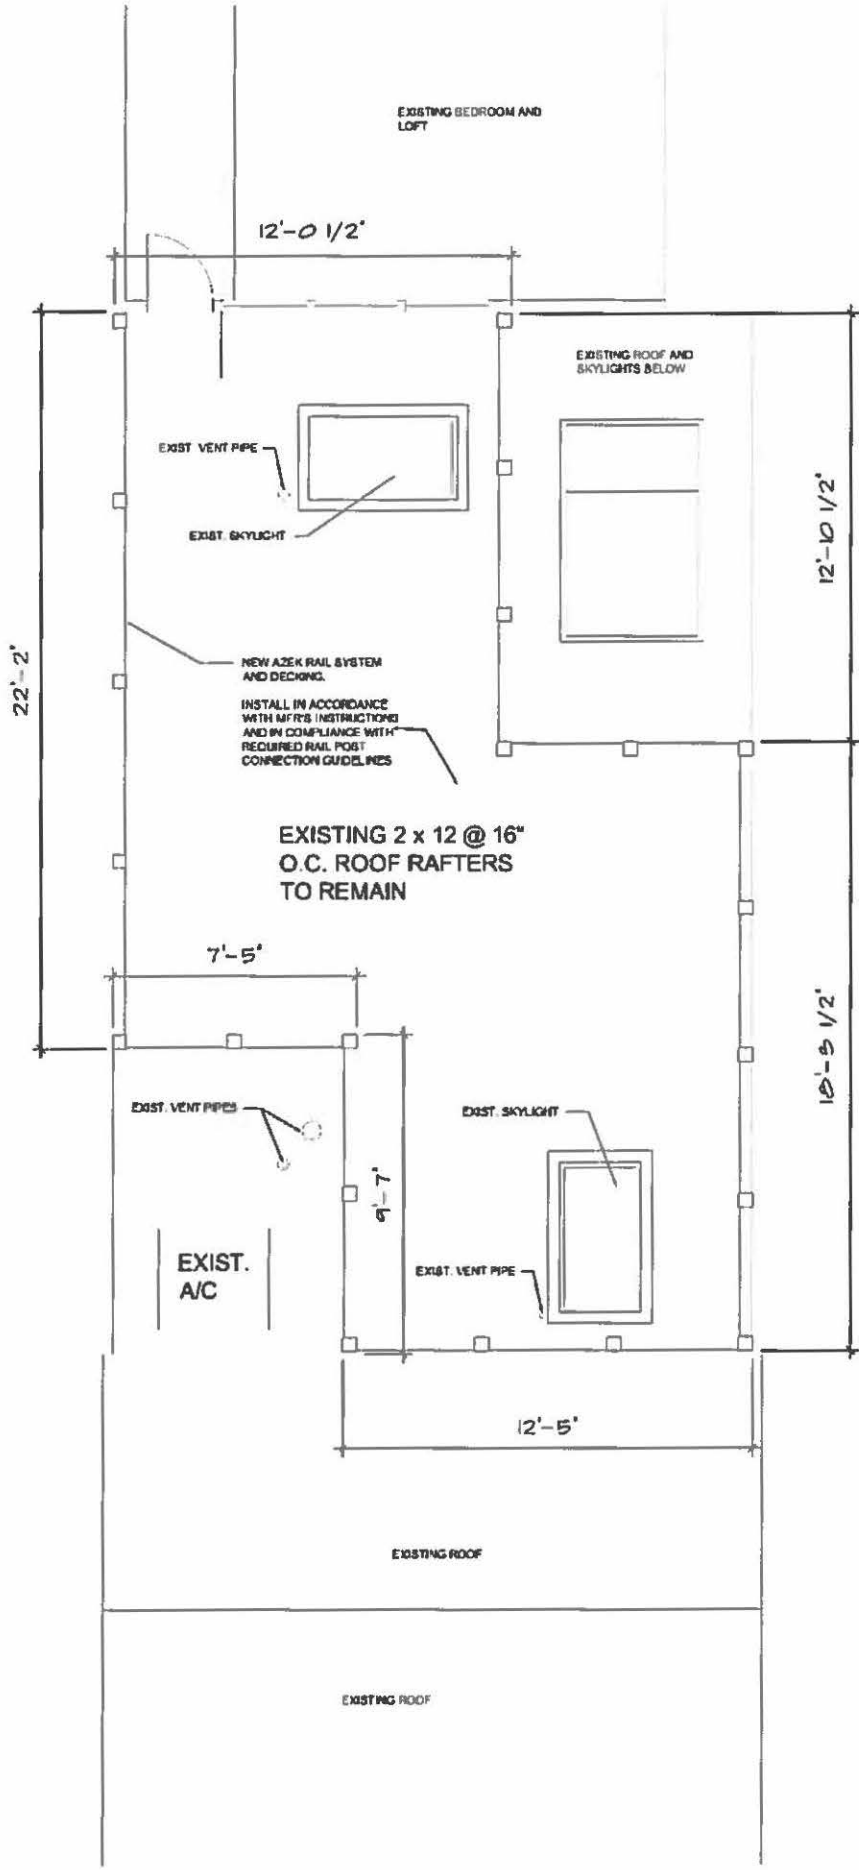 EXISTING BEDROOM AND
LOFT
12'-0 1/2"
EXISTING ROOF AND
SKYLIGHTS BELOW
EXIST. VENT PIPE
EXIST. SKYLIGHT
12'-10 1/2"
22'-2"
NEW AZEK RAIL SYSTEM
AND DECKING.
INSTALL IN ACCORDANCE
WITH MFR'S INSTRUCTIONS
AND IN COMPLIANCE WITH
REQUIRED RAIL POST
CONNECTION GUIDELINES
EXISTING 2 x 12 @ 16"
O.C. ROOF RAFTERS
TO REMAIN
7'-5"
18'-3 1/2"
EXIST. VENT PIPES
EXIST. SKYLIGHT
9'-7"
EXIST.
A/C
EXIST. VENT PIPE
12'-5"
EXISTING ROOF
EXISTING ROOF